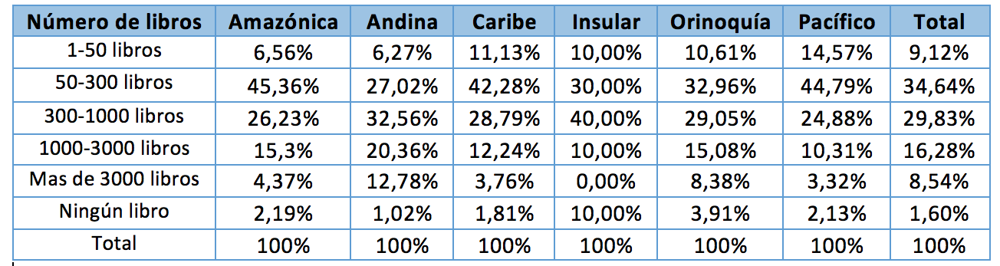 Número de libros Amazónica Andina Caribe Insular Orinoquía Pacífico Total
1-50 libros 6,56% 6,27% 11,13% 10,00% 10,61% 14,57% 9,12%
50-300 libros 45,36% 27,02% 42,28% 30,00% 32,96% 44,79% 34,64%
300-1000 libros 26,23% 32,56% 28,79% 40,00% 29,05% 24,88% 29,83%
1000-3000 libros 15,3% 20,36% 12,24% 10,00% 15,08% 10,31% 16,28%
Mas de 3000 libros 4,37% 12,78% 3,76% 0,00% 8,38% 3,32% 8,54%
Ningún libro 2,19% 1,02% 1,81% 10,00% 3,91% 2,13% 1,60%
Total 100% 100% 100% 100% 100% 100% 100%